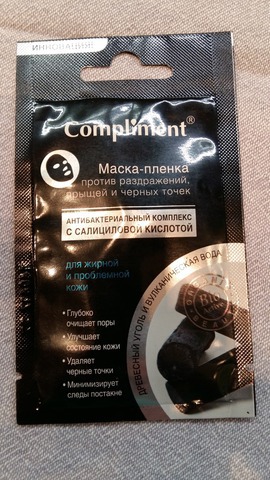 ИННОВАЦИЯ
Compliment®
Маска-пленка
против раздражений,
прыщей и черных точек
АНТИБАКТЕРИАЛЬНЫЙ КОМПЛЕКС
С САЛИЦИЛОВОЙ КИСЛОТОЙ
для жирной
и проблемной
кожи
• Глубоко
очищает поры
• Улучшает
состояние кожи
• Удаляет
черные точки
• Минимизирует
следы постакне
ДРЕВЕСНЫЙ УГОЛЬ И ВУЛКАНИЧЕСКАЯ ВОДА